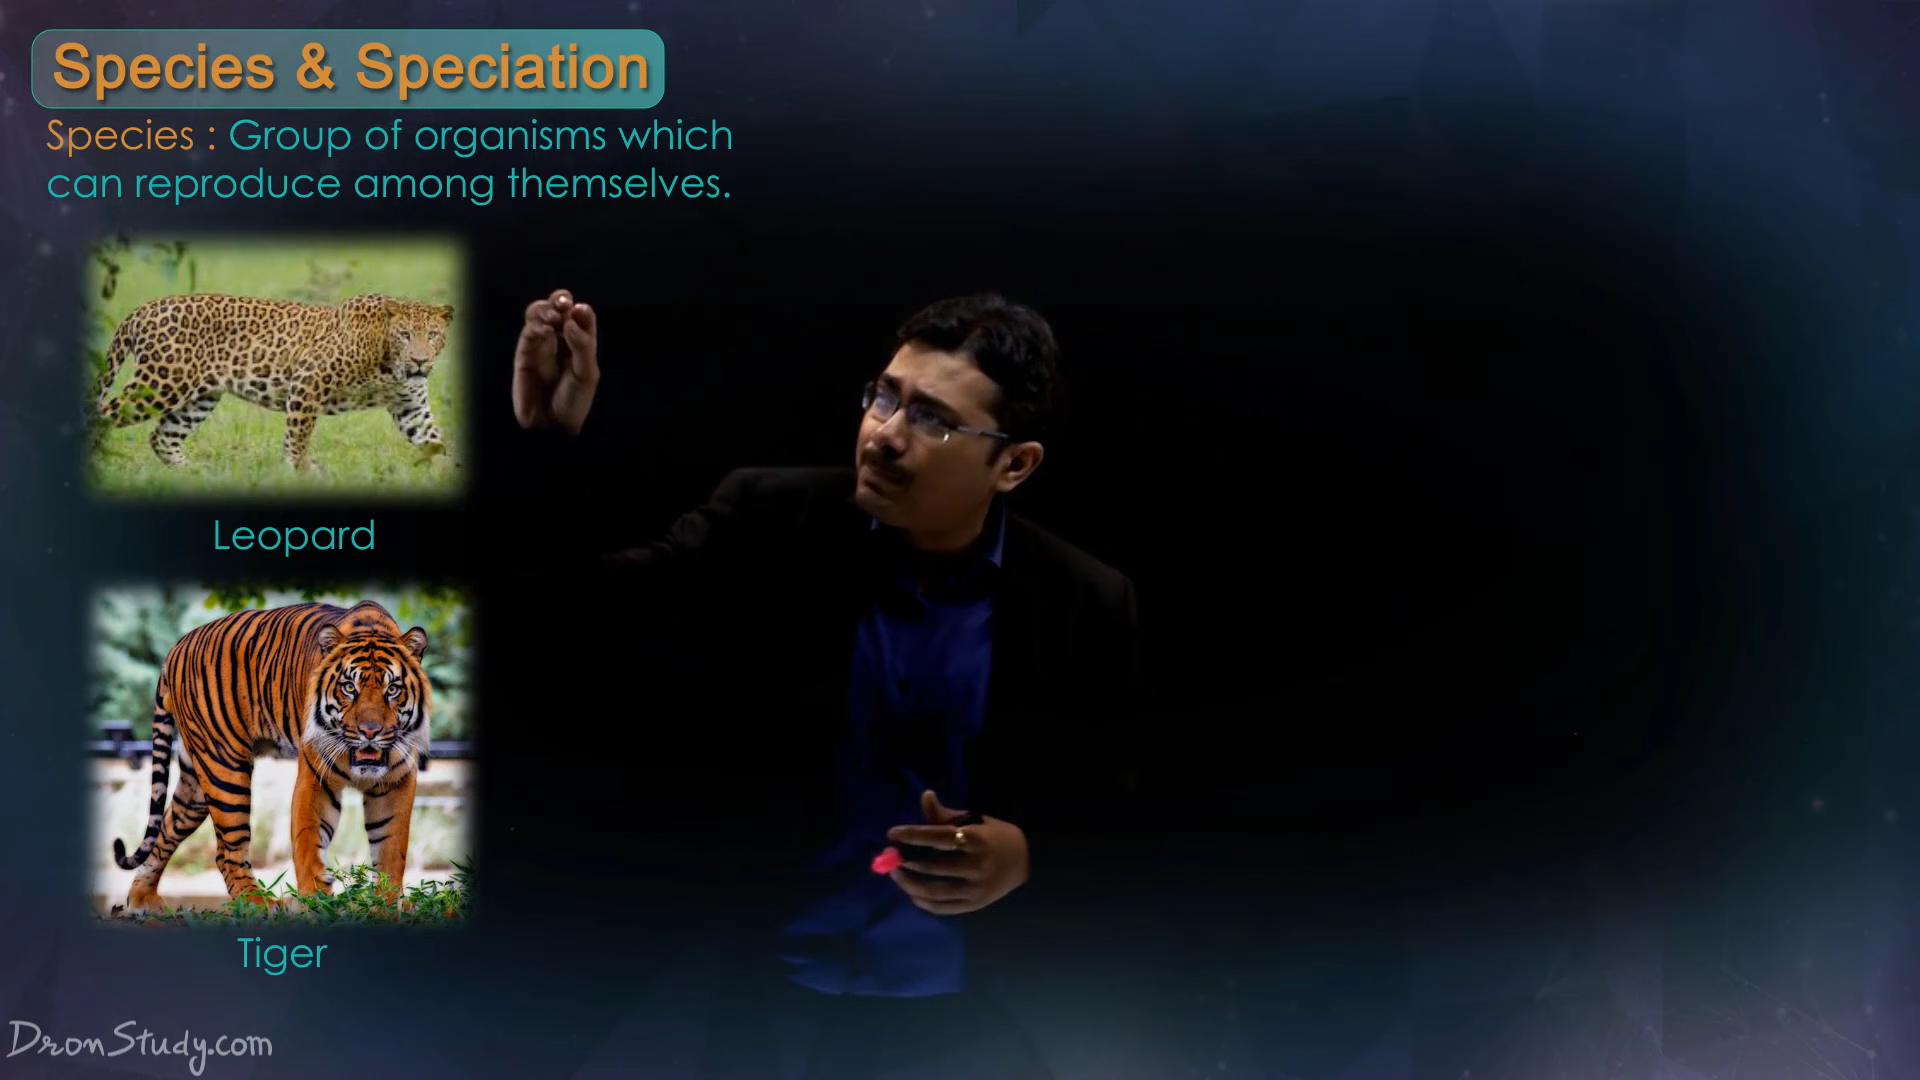 Species & Speciation
Species : Group of organisms which
can reproduce among themselves.
Leopard
Tiger
DronStudy.com